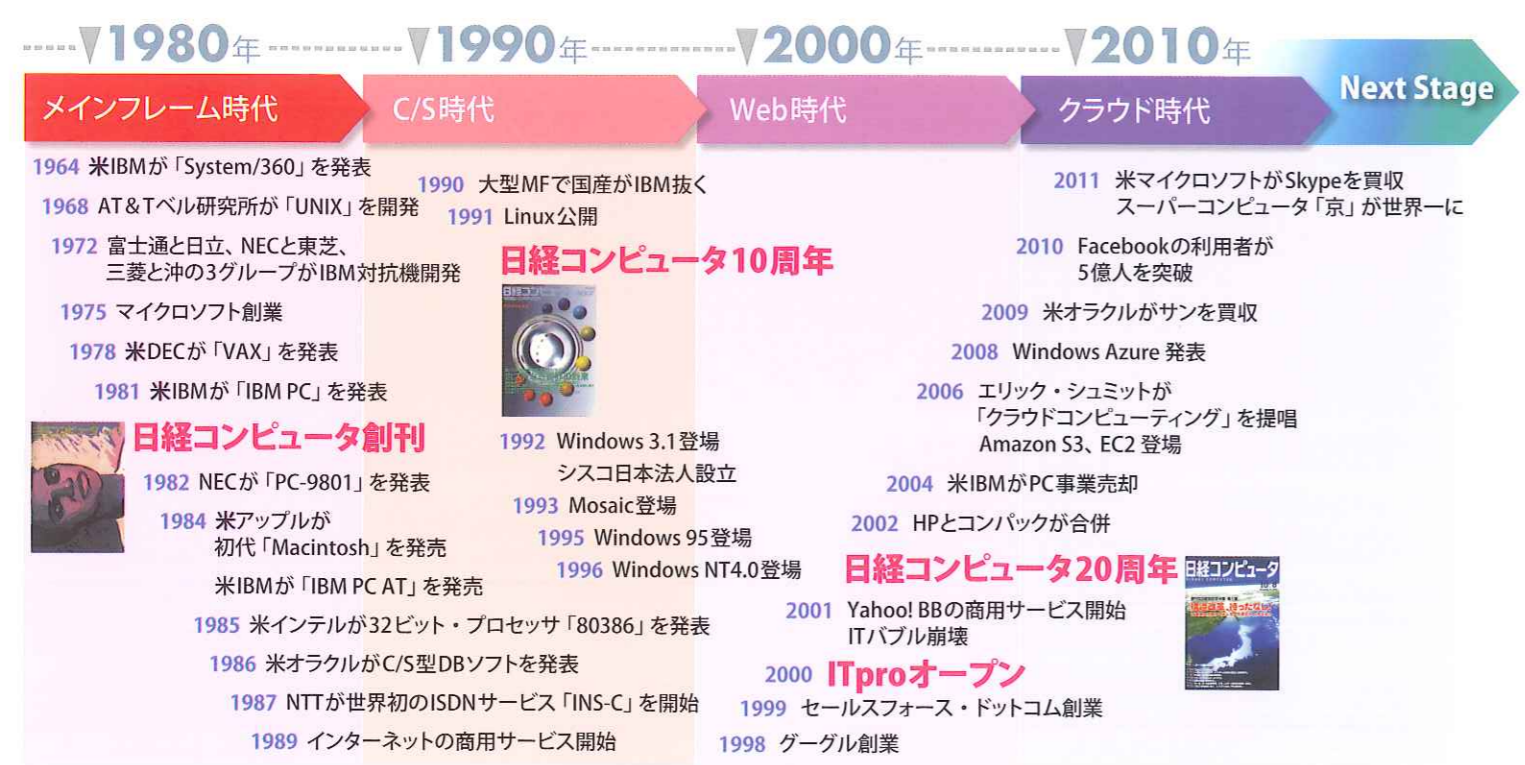 1980年
1990年
2000年
2010年
メインフレーム時代
C/S時代
Web時代
クラウド時代
Next Stage
1964 米IBMが「System/360」を発表
1968 AT&Tベル研究所が「UNIX」を開発
1972 富士通と日立、NECと東芝、
三菱と沖の3グループがIBM対抗機開発
1975 マイクロソフト創業
1978 米DECが「VAX」を発表
1981 米IBMが「IBM PC」を発表
日経コンピュータ創刊
1982 NECが「PC-9801」を発表
1984 米アップルが
初代「Macintosh」を発売
米IBMが「IBM PC AT」を発売
1985 米インテルが32ビット・プロセッサ「80386」を発表
1986 米オラクルがC/S型DBソフトを発表
1987 NTTが世界初のISDNサービス「INS-C」を開始
1989 インターネットの商用サービス開始
1990 大型MFで国産がIBM抜く
1991 Linux公開
日経コンピュータ10周年
日経コンピュータ
1992 Windows 3.1登場
シスコ日本法人設立
1993 Mosaic登場
1995 Windows 95登場
1996 Windows NT4.0登場
2011 米マイクロソフトがSkypeを買収
スーパーコンピュータ「京」が世界一に
2010 Facebookの利用者が
5億人を突破
2009 米オラクルがサンを買収
2008 Windows Azure 発表
2006 エリック・シュミットが
「クラウドコンピューティング」を提唱
Amazon S3、EC2 登場
2004 米IBMがPC事業売却
2002 HPとコンパックが合併
日経コンピュータ20周年
日経コンピュータ
2001 Yahoo! BBの商用サービス開始
ITバブル崩壊
2000 ITproオープン
1999 セールスフォース・ドットコム創業
1998 グーグル創業